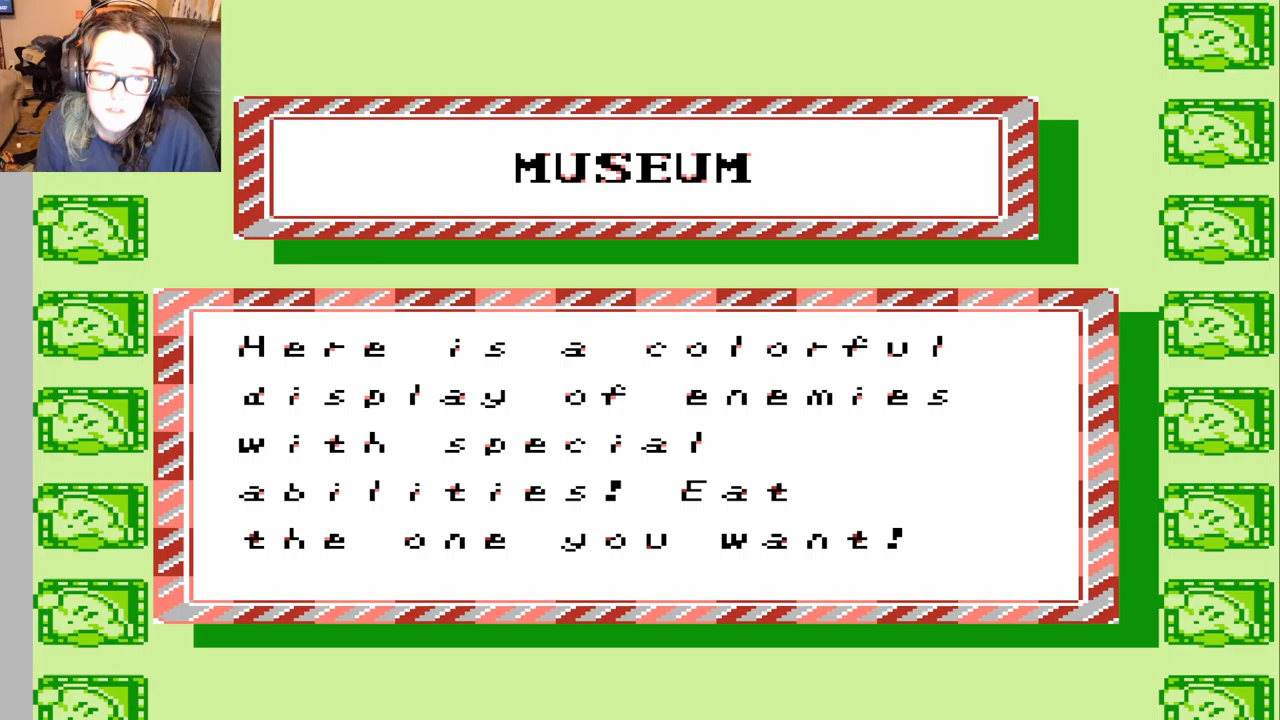 MUSEUM
Here is a colorful
display of enemies
with special
abilities! Eat
the one you want!